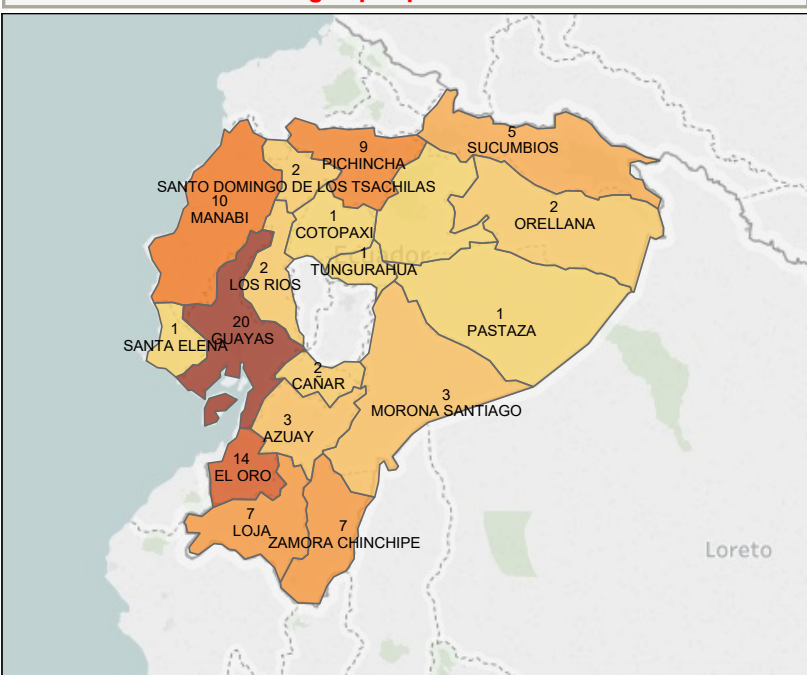 5
SUCUMBIOS
9
PICHINCHA
2
SANTO DOMINGO DE LOS TSACHILAS
10
MANABI
1
COTOPAXI
2
ORELLANA
Ecuador
1
TUNGURAHUA
2
LOS RIOS
1
PASTAZA
20
GUAYAS
1
SANTA ELENA
2
CAÑAR
3
MORONA SANTIAGO
3
AZUAY
14
EL ORO
7
LOJA
7
ZAMORA CHINCHIPE
Loreto